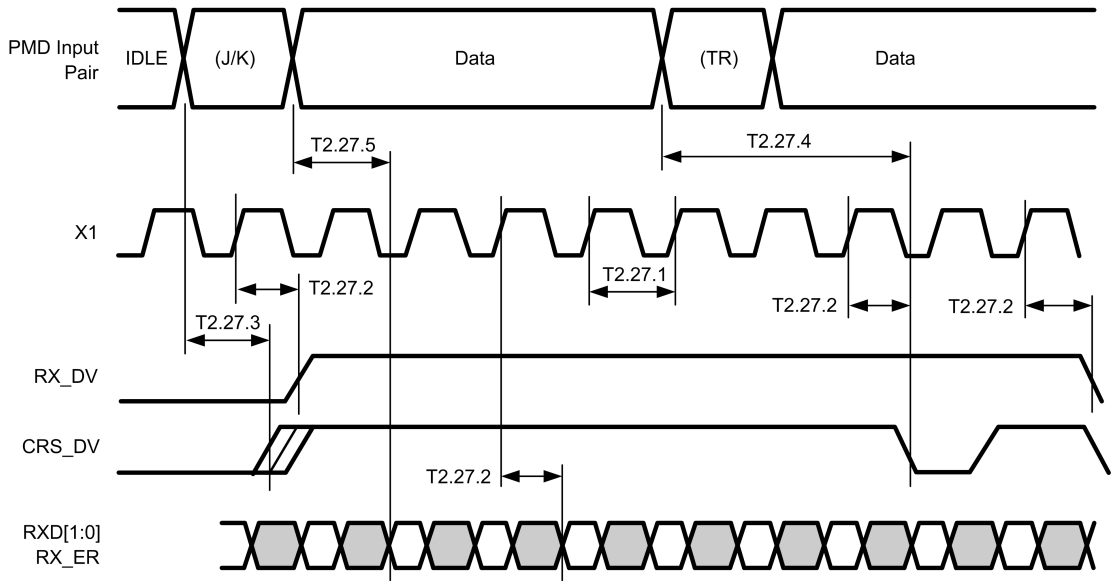 PMD Input
Pair
IDLE
(J/K)
Data
(TR)
Data
T2.27.5
T2.27.4
X1
T2.27.2
T2.27.1
T2.27.2
T2.27.2
T2.27.3
RX_DV
CRS_DV
T2.27.2
RXD[1:0]
RX_ER